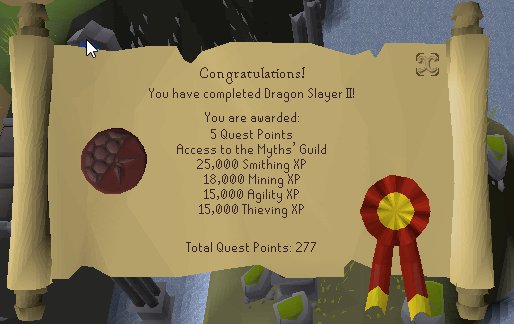 Congratulations!
You have completed Dragon Slayer II!
You are awarded:
5 Quest Points
Access to the Myths' Guild
25,000 Smithing XP
18,000 Mining XP
15,000 Agility XP
15,000 Thieving XP
Total Quest Points: 277